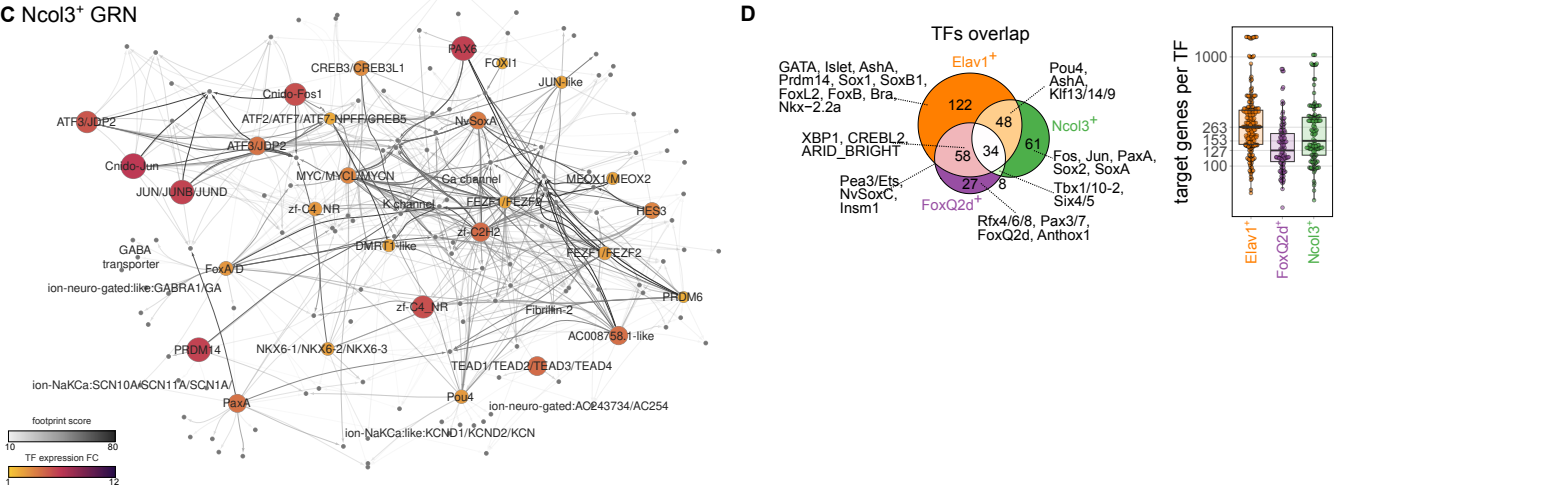 C Ncol3+ GRN
PAX6
CREB3/CREB3L1
FOXI1
JUN-like
Cnido-Fos1
ATF3/JDP2
ATF2/ATF7/ATF7-NPFF/CREB5
NvSoxA
ATF3/JDP2
Cnido-Jun
MYC/MYCL/MYCN
Ca channel
MEOX1/MEOX2
JUN/JUNB/JUND
K channel
FEZF1/FEZF2
zf-C4_NR
HES3
zf-C2H2
GABA
transporter
DMRT1-like
FEZF1/FEZF2
FoxA/D
ion-neuro-gated:like:GABRA1/GA
PRDM6
zf-C4_NR
Fibrillin-2
AC008758.1-like
PRDM14
NKX6-1/NKX6-2/NKX6-3
TEAD1/TEAD2/TEAD3/TEAD4
ion-NaKCa:SCN10A/SCN11A/SCN1A/
PaxA
Pou4
ion-neuro-gated:AC243734/AC254
ion-NaKCa:like:KCND1/KCND2/KCN
footprint score
10 80
TF expression FC
1 12
D
TFs overlap
Elav1+
GATA, Islet, AshA,
Prdm14, Sox1, SoxB1,
FoxL2, FoxB, Bra,
Nkx-2.2a
Pou4,
AshA,
Klf13/14/9
122
48
Ncol3+
XBP1, CREBL2,
ARID_BRIGHT
61
34
58
Fos, Jun, PaxA,
Sox2, SoxA
27
8
Pea3/Ets,
NvSoxC,
Insm1
Tbx1/10-2,
Six4/5
FoxQ2d+
Rfx4/6/8, Pax3/7,
FoxQ2d, Anthox1
target genes per TF
1000
263
153
127
100
Elav1+
FoxQ2d+
Ncol3+